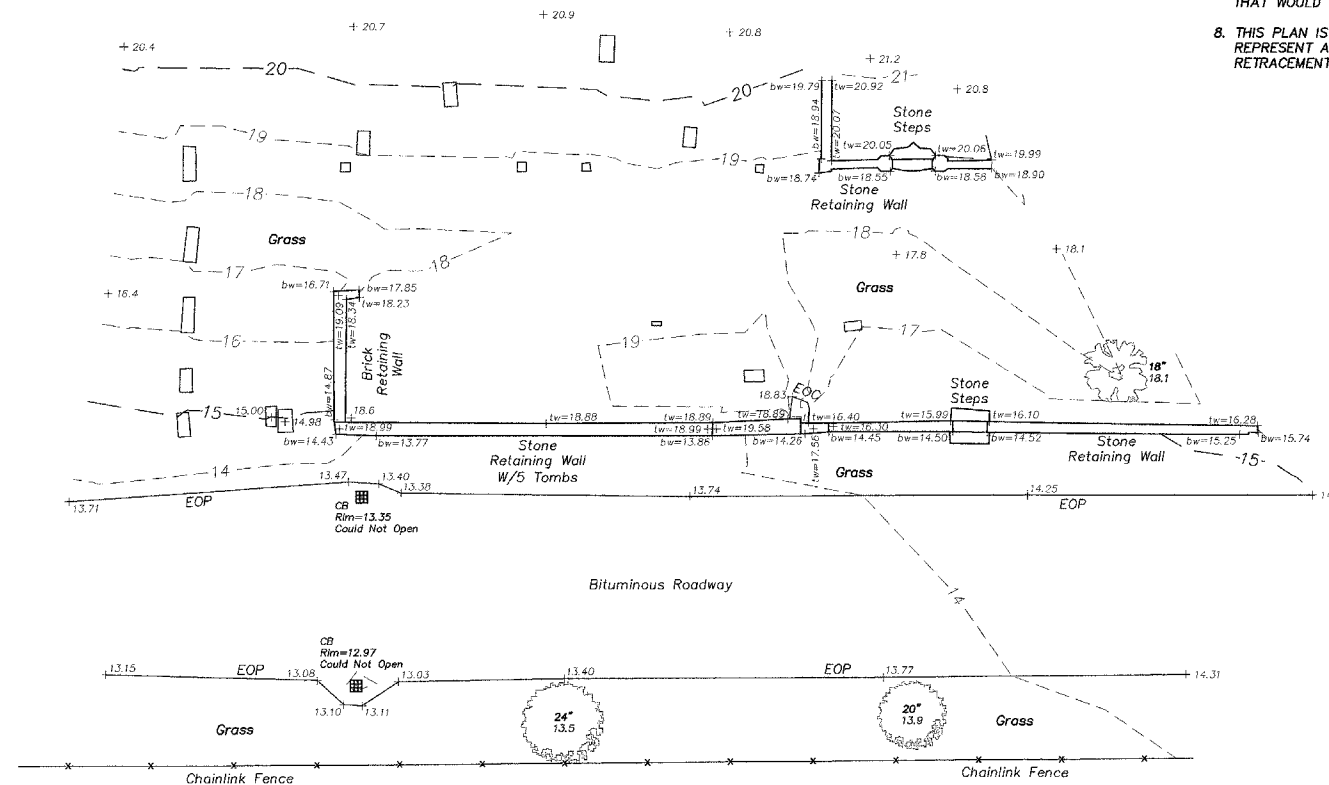 THAT WOULD
8. THIS PLAN IS
REPRESENT A
RETRACEMENT
20.9
20.7
20.8
20.4
21.2
20
21
20.8
20
bw=19.79
tw=20.92
bw=18.94
tw=20.07
Stone
Steps
19
tw=20.05
tw=20.06
19
tw=19.99
bw=18.74
bw=18.55
bw=18.56
bw=18.90
Stone
Retaining Wall
18
18
Grass
17.8
18.1
17
18
bw=16.71
bw=17.85
Grass
16.4
tw=18.23
tw=19.09
tw=18.34
Brick
Retaining
Wall
17
16
19
18"
18.1
bw=14.87
18.83
EOC
Stone
Steps
15
15.00
14.98
18.6
tw=18.88
tw=18.89
tw=18.89
tw=16.40
tw=15.99
tw=16.10
tw=16.28
tw=18.99
tw=18.99
tw=19.58
tw=16.30
bw=14.43
bw=13.77
bw=13.86
bw=14.26
tw=17.56
bw=14.45
bw=14.50
bw=14.52
bw=15.25
bw=15.74
Stone
Retaining Wall
W/5 Tombs
Stone
Retaining Wall
15
14
Grass
13.47
13.40
13.38
13.74
14.25
13.71
EOP
EOP
CB
Rim=13.35
Could Not Open
Bituminous Roadway
14
CB
Rim=12.97
Could Not Open
13.15
EOP
13.08
13.03
13.40
EOP
13.77
14.31
13.10
13.11
24"
13.5
20"
13.9
Grass
Grass
Chainlink Fence
Chainlink Fence